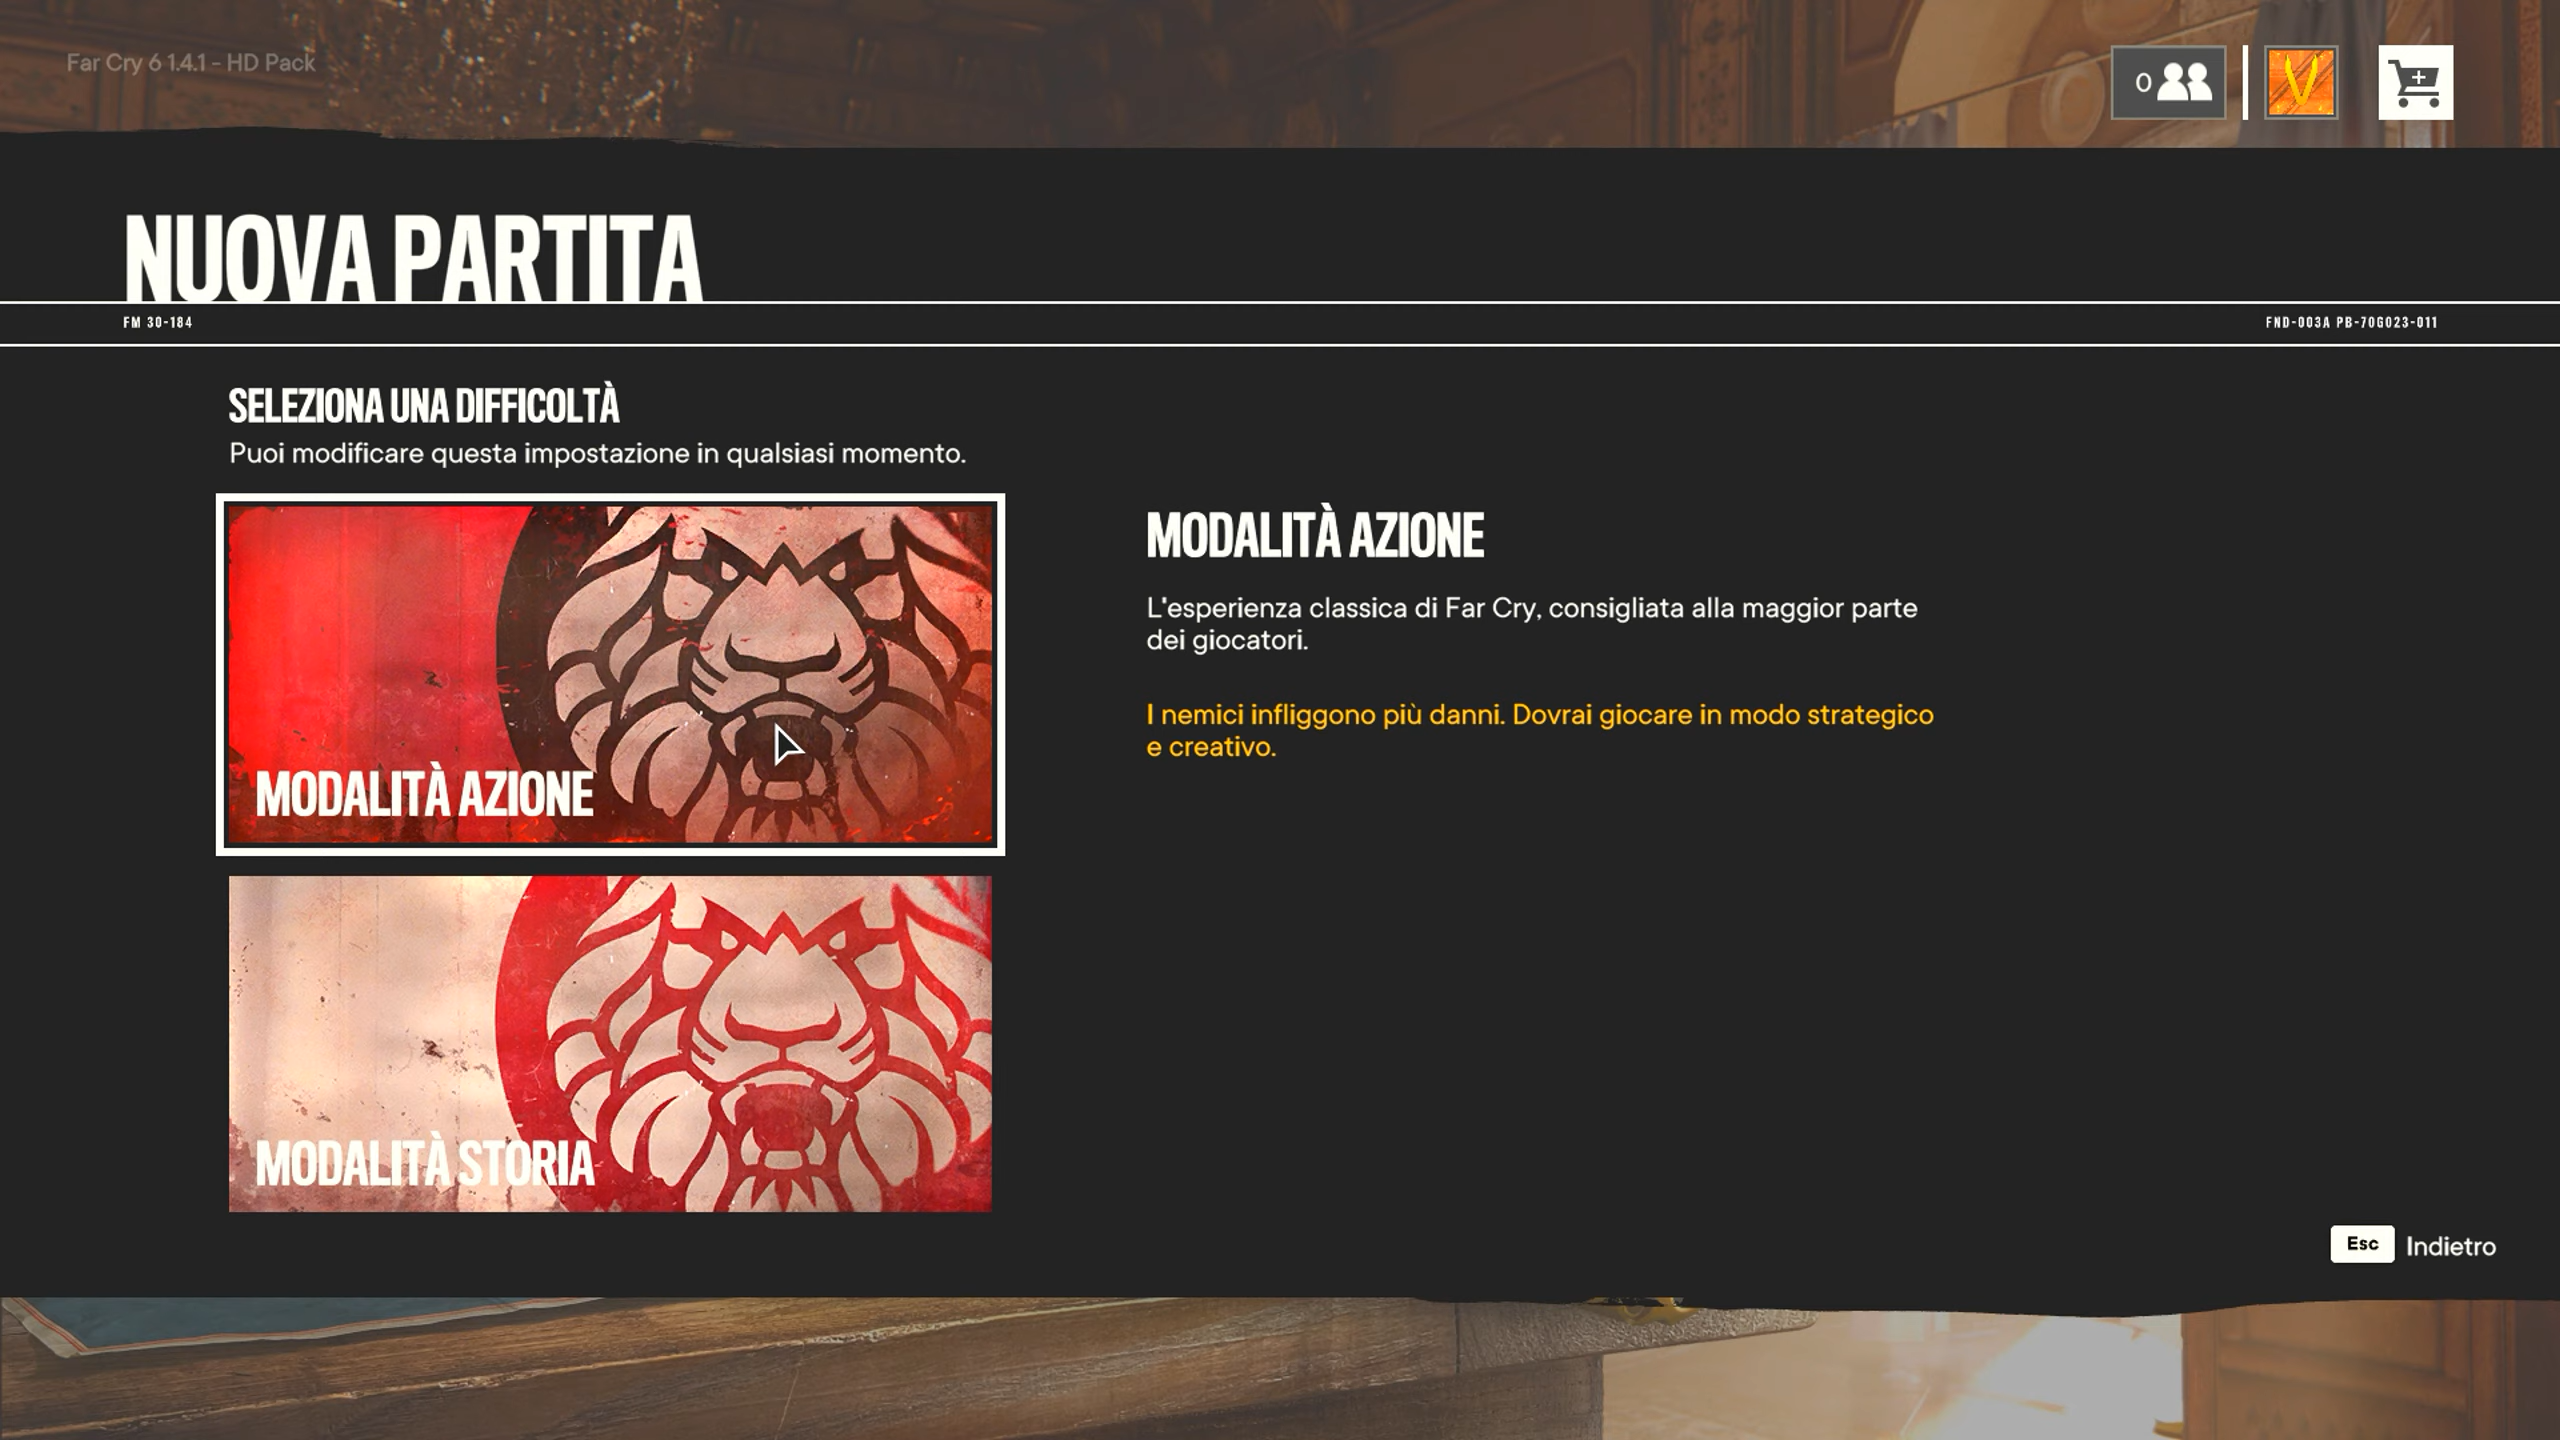 Far Cry 6 1.4.1 - HD Pack
0
NUOVA PARTITA
FM 30-184
FND-003A PB-70G023-011
SELEZIONA UNA DIFFICOLTÀ
Puoi modificare questa impostazione in qualsiasi momento.
MODALITÀ AZIONE
MODALITÀ STORIA
MODALITÀ AZIONE
L'esperienza classica di Far Cry, consigliata alla maggior parte
dei giocatori.
I nemici infliggono più danni. Dovrai giocare in modo strategico
e creativo.
Esc Indietro